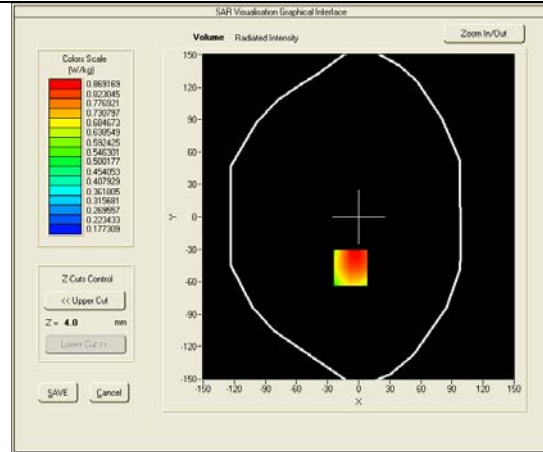 SAR Visualisation Graphical Interface
Volume Radiated Intensity
Zoom In/Out
Colors Scale
(W/kg)
0.869169
0.823045
0.776921
0.730797
0.684673
0.638549
0.592425
0.546301
0.500177
0.454053
0.407929
0.361805
0.315681
0.269557
0.223433
0.177309
Z-Cuts Control
<< Upper Cut
Z = 4.0 mm
Lower Cut >>
SAVE Cancel
150-
120-
90-
60-
30-
Y 0-
-30-
-60-
-90-
-120-
-150-
-150 -120 -90 -60 -30 0 30 60 90 120 150
X